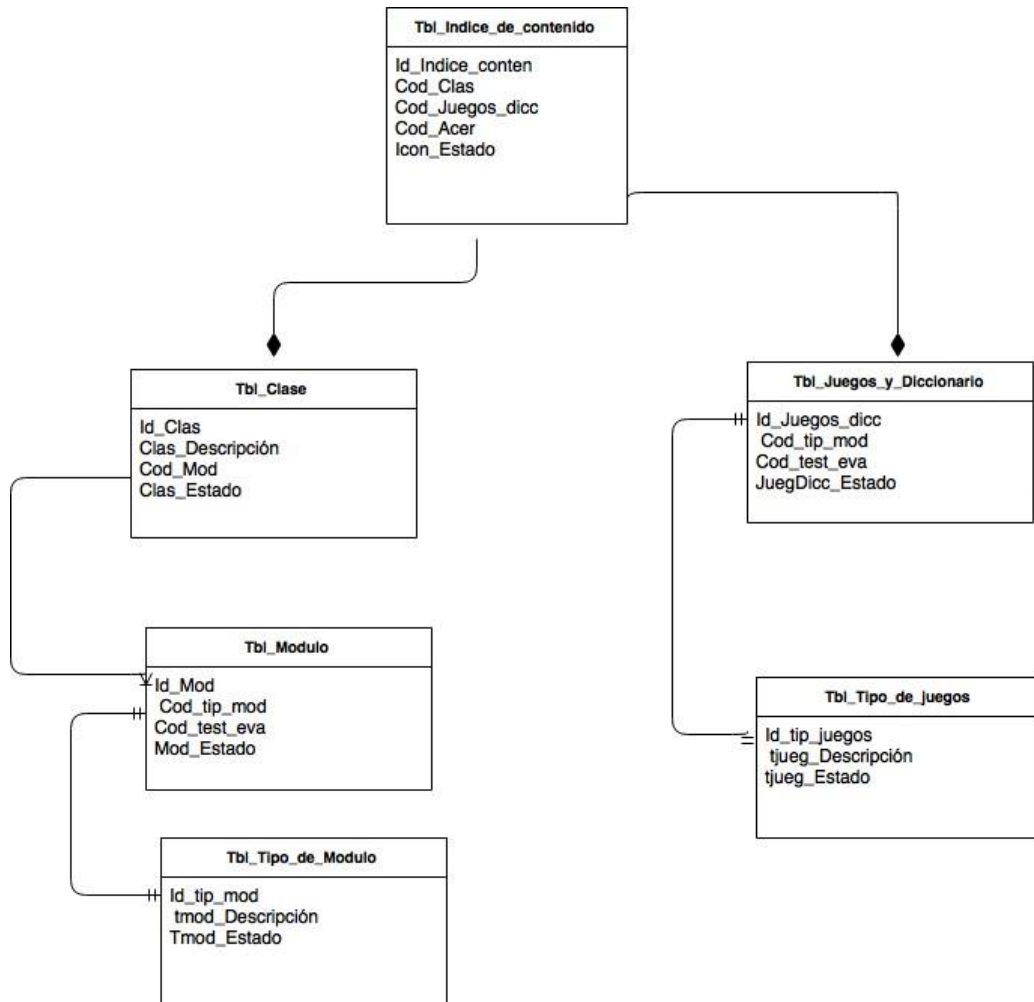 Tbl_Indice_de_contenido
Id_Indice_conten
Cod_Clas
Cod_Juegos_dicc
Cod_Acer
Icon_Estado
Tbl_Clase
Id_Clas
Clas_Descripción
Cod_Mod
Clas_Estado
Tbl_Juegos_y_Diccionario
Id_Juegos_dicc
Cod_tip_mod
Cod_test_eva
JuegDicc_Estado
Tbl_Modulo
Id_Mod
Cod_tip_mod
Cod_test_eva
Mod_Estado
Tbl_Tipo_de_juegos
Id_tip_juegos
tjueg_Descripción
tjueg_Estado
Tbl_Tipo_de_Modulo
Id_tip_mod
tmod_Descripción
Tmod_Estado